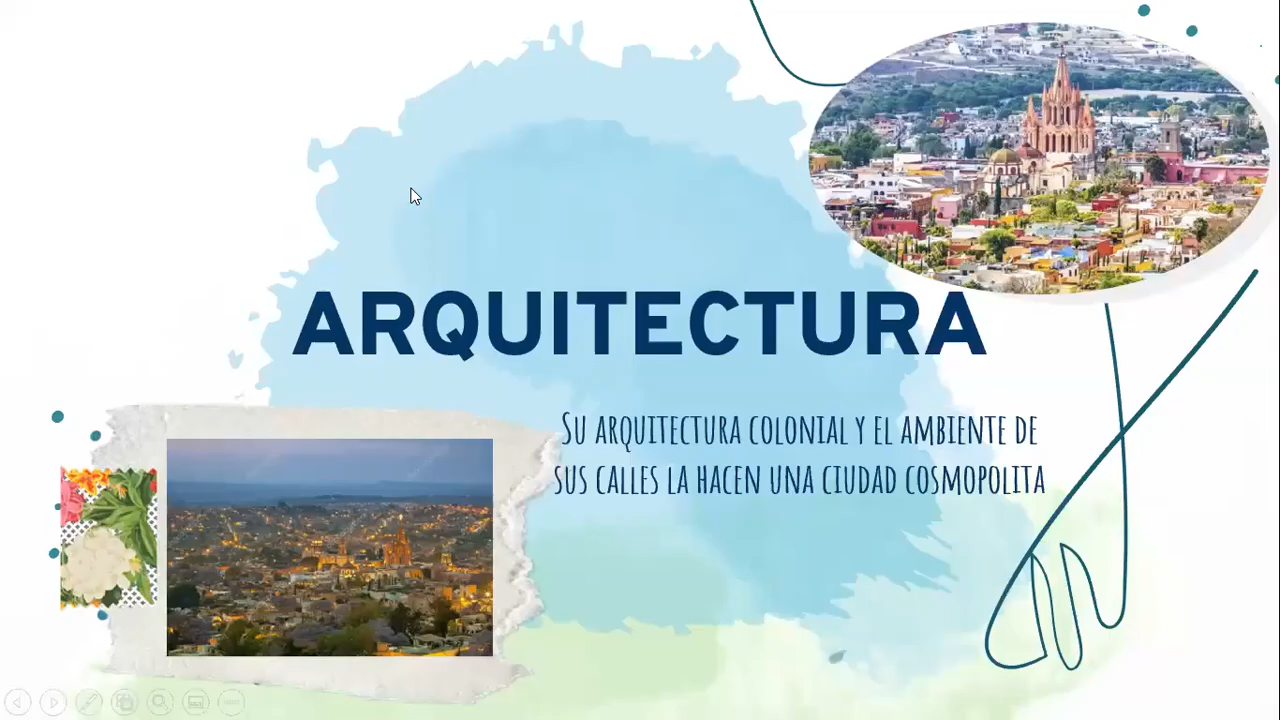 ARQUITECTURA
Su arquitectura colonial y el ambiente de
sus calles la hacen una ciudad cosmopolita